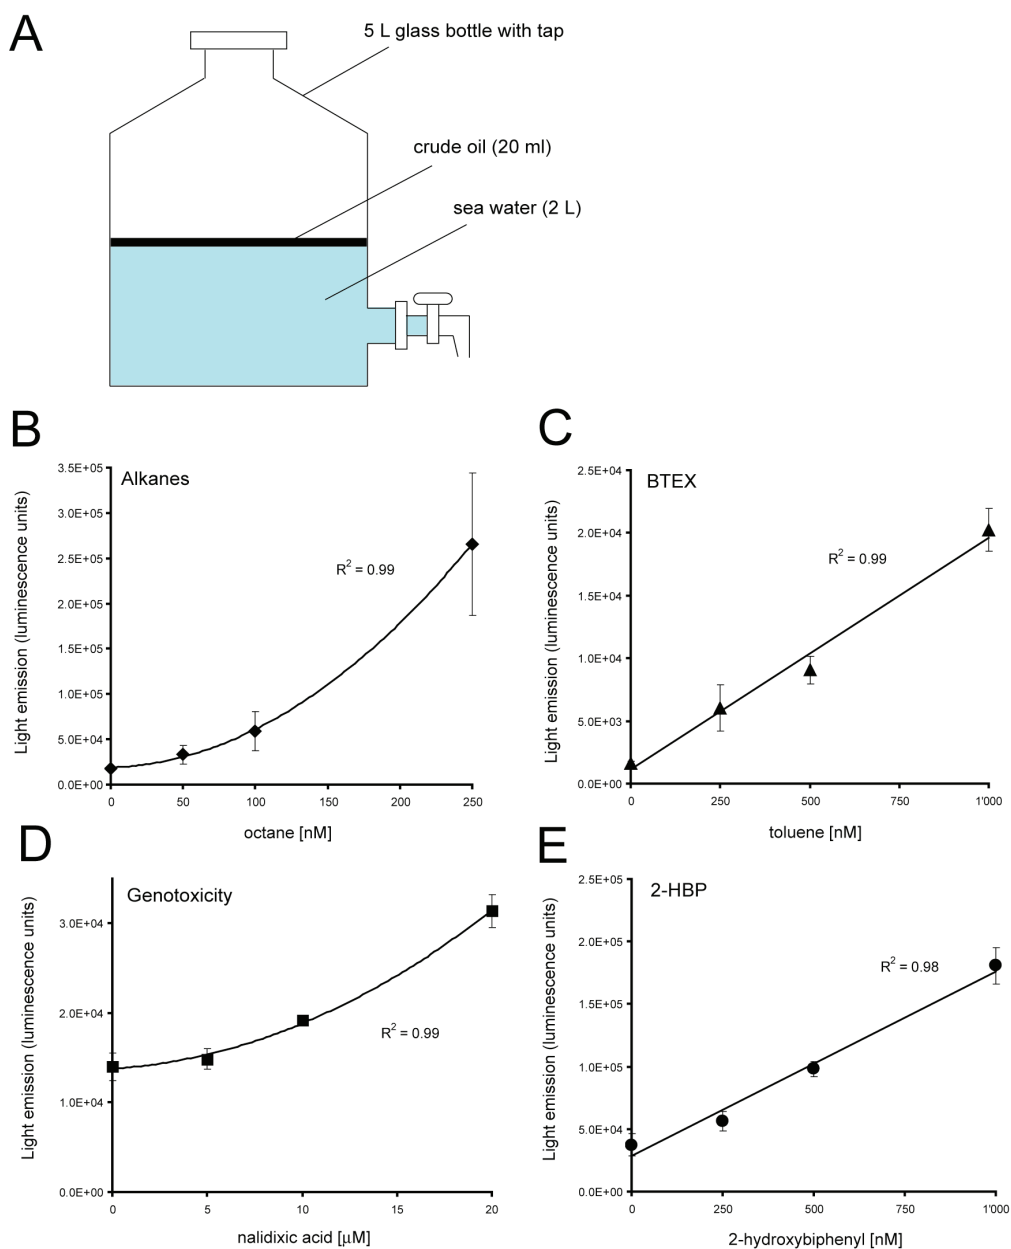 A
5 L glass bottle with tap
crude oil (20 ml)
sea water (2 L)
B
Alkanes
Light emission (luminescence units)
3.5E+05
3.0E+05
2.5E+05
2.0E+05
1.5E+05
1.0E+05
5.0E+04
0.0E+00
R² = 0.99
0 50 100 150 200 250
octane [nM]
C
BTEX
Light emission (luminescence units)
2.5E+04
2.0E+04
1.5E+04
1.0E+04
5.0E+03
0.0E+00
R² = 0.99
0 250 500 750 1'000
toluene [nM]
D
Genotoxicity
Light emission (luminescence units)
3.0E+04
2.0E+04
1.0E+04
0.0E+00
R² = 0.99
0 5 10 15 20
nalidixic acid [µM]
E
2-HBP
Light emission (luminescence units)
2.5E+05
2.0E+05
1.5E+05
1.0E+05
5.0E+04
0.0E+00
R² = 0.98
0 250 500 750 1'000
2-hydroxybiphenyl [nM]